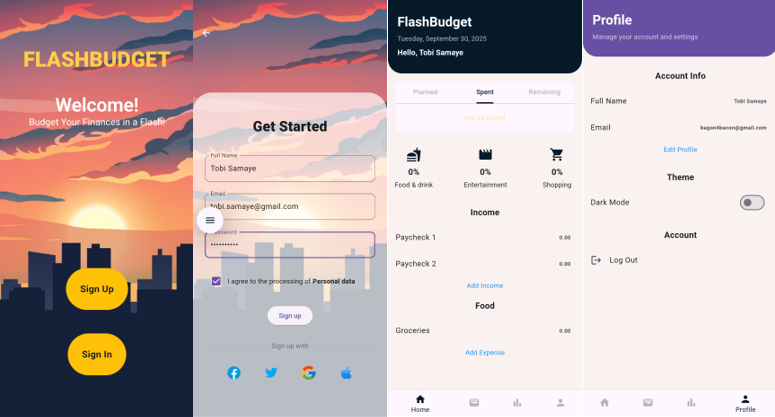 FLASHBUDGET
Welcome!
Budget Your Finances in a Flash!
Sign Up
Sign In
Get Started
Full Name
Tobi Samaye
Email
tobi.samaye@gmail.com
Password
I agree to the processing of Personal data
Sign up
Sign up with
FlashBudget
Tuesday, September 30, 2025
Hello, Tobi Samaye
Planned
Spent
Remaining
will be added
0%
0%
0%
Food & drink
Entertainment
Shopping
Income
Paycheck 1
0.00
Paycheck 2
0.00
Add Income
Food
Groceries
0.00
Add Expense
Home
Profile
Manage your account and settings
Account Info
Full Name
Tobi Samaye
Email
bagon4bacon@gmail.com
Edit Profile
Theme
Dark Mode
Account
Log Out
Profile